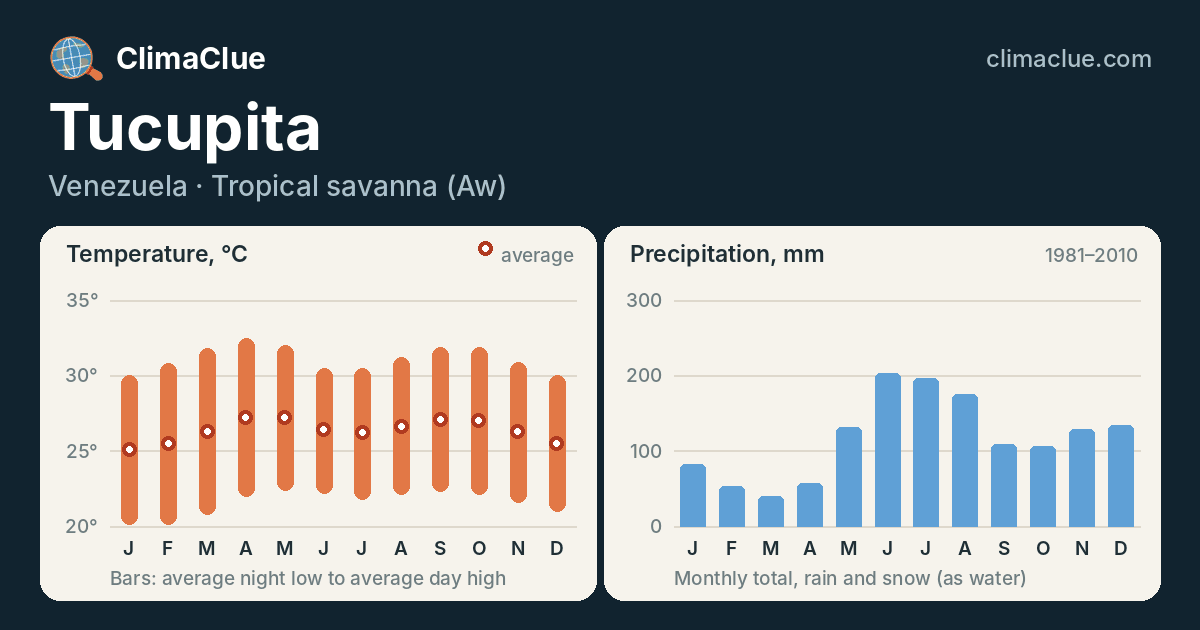 ClimaClue
climaclue.com
Tucupita
Venezuela · Tropical savanna (Aw)
Temperature, °C
average
35°
30°
25°
20°
J F M A M J J A S O N D
Bars: average night low to average day high
Precipitation, mm
1981–2010
300
200
100
0
J F M A M J J A S O N D
Monthly total, rain and snow (as water)